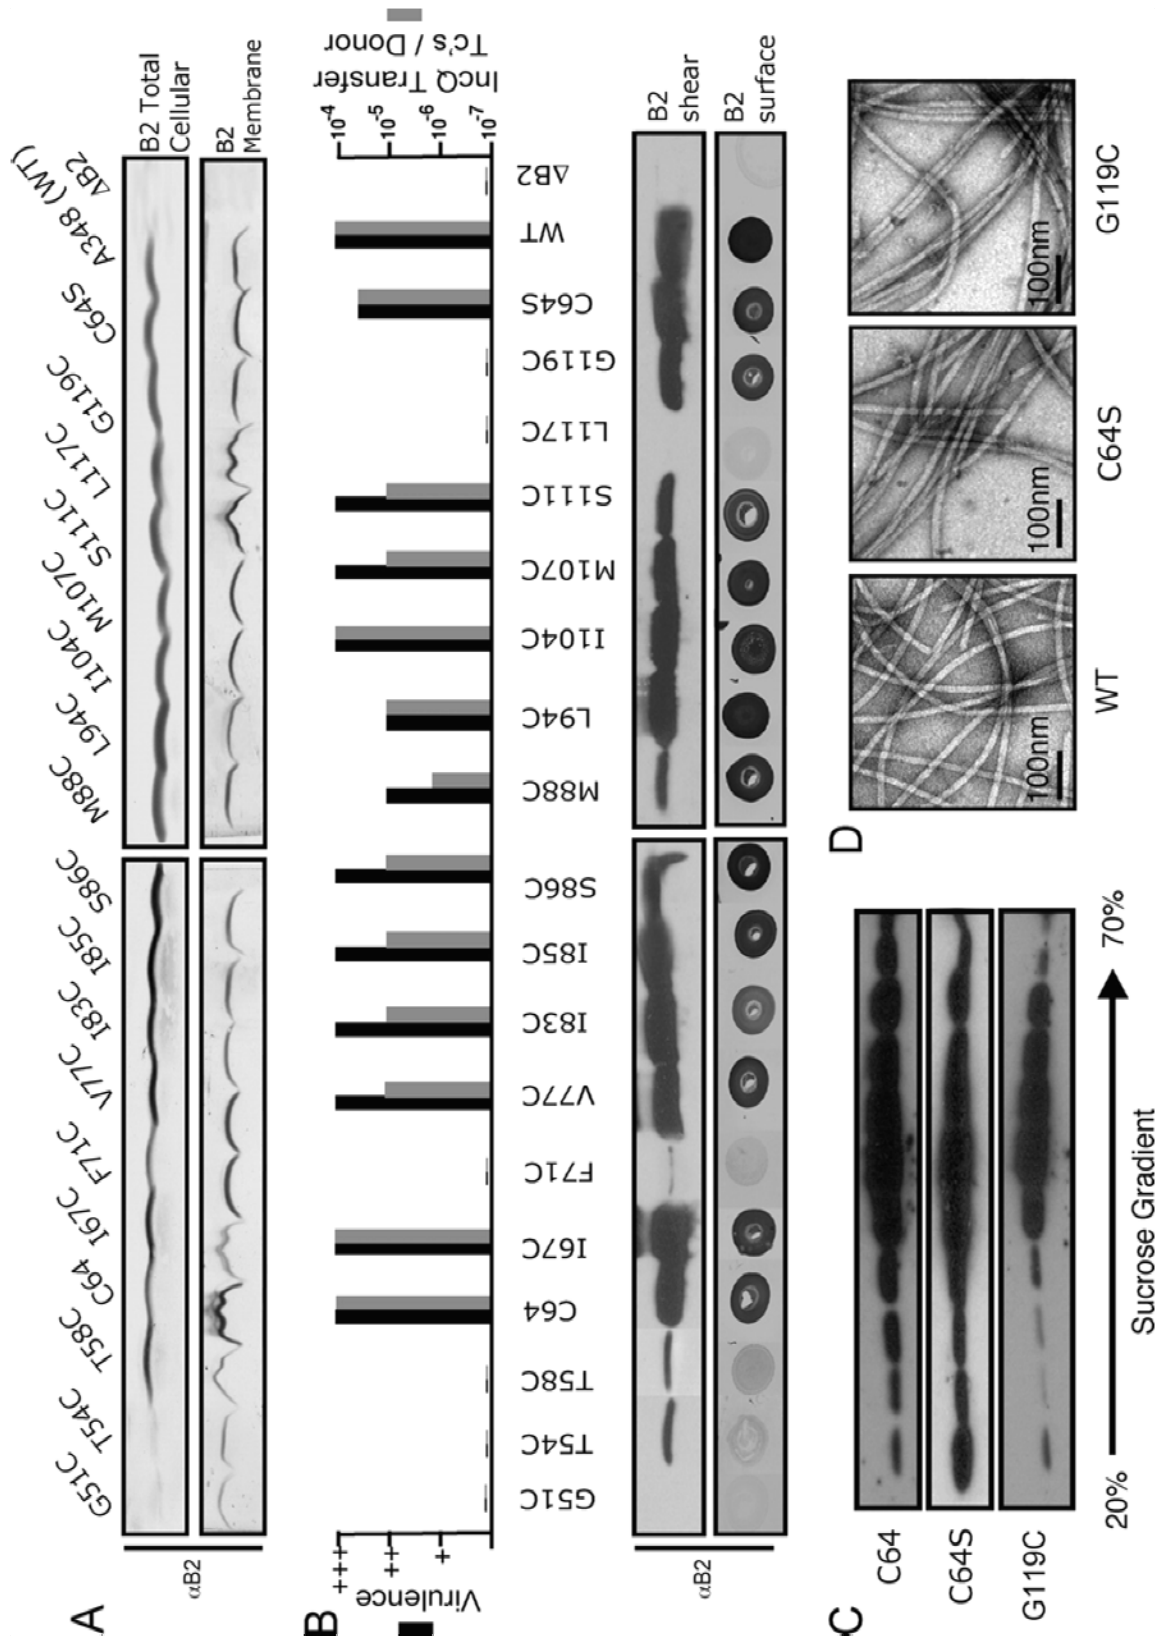 A
G51C T54C T58C C64 I67C F71C V77C I83C I85C S86C M88C L94C I104C M107C S111C L117C G119C C64S A348 (WT) ΔB2
αB2
B2 Total
Cellular
B2
Membrane
B
Virulence
+++
++
+
10-4
10-5
10-6
10-7
IncQ Transfer
Tc's / Donor
G51C T54C T58C C64 I67C F71C V77C I83C I85C S86C M88C L94C I104C M107C S111C L117C G119C C64S WT ΔB2
αB2
B2
shear
B2
surface
C
C64
C64S
G119C
20% 70%
Sucrose Gradient
D
100nm 100nm 100nm
WT C64S G119C